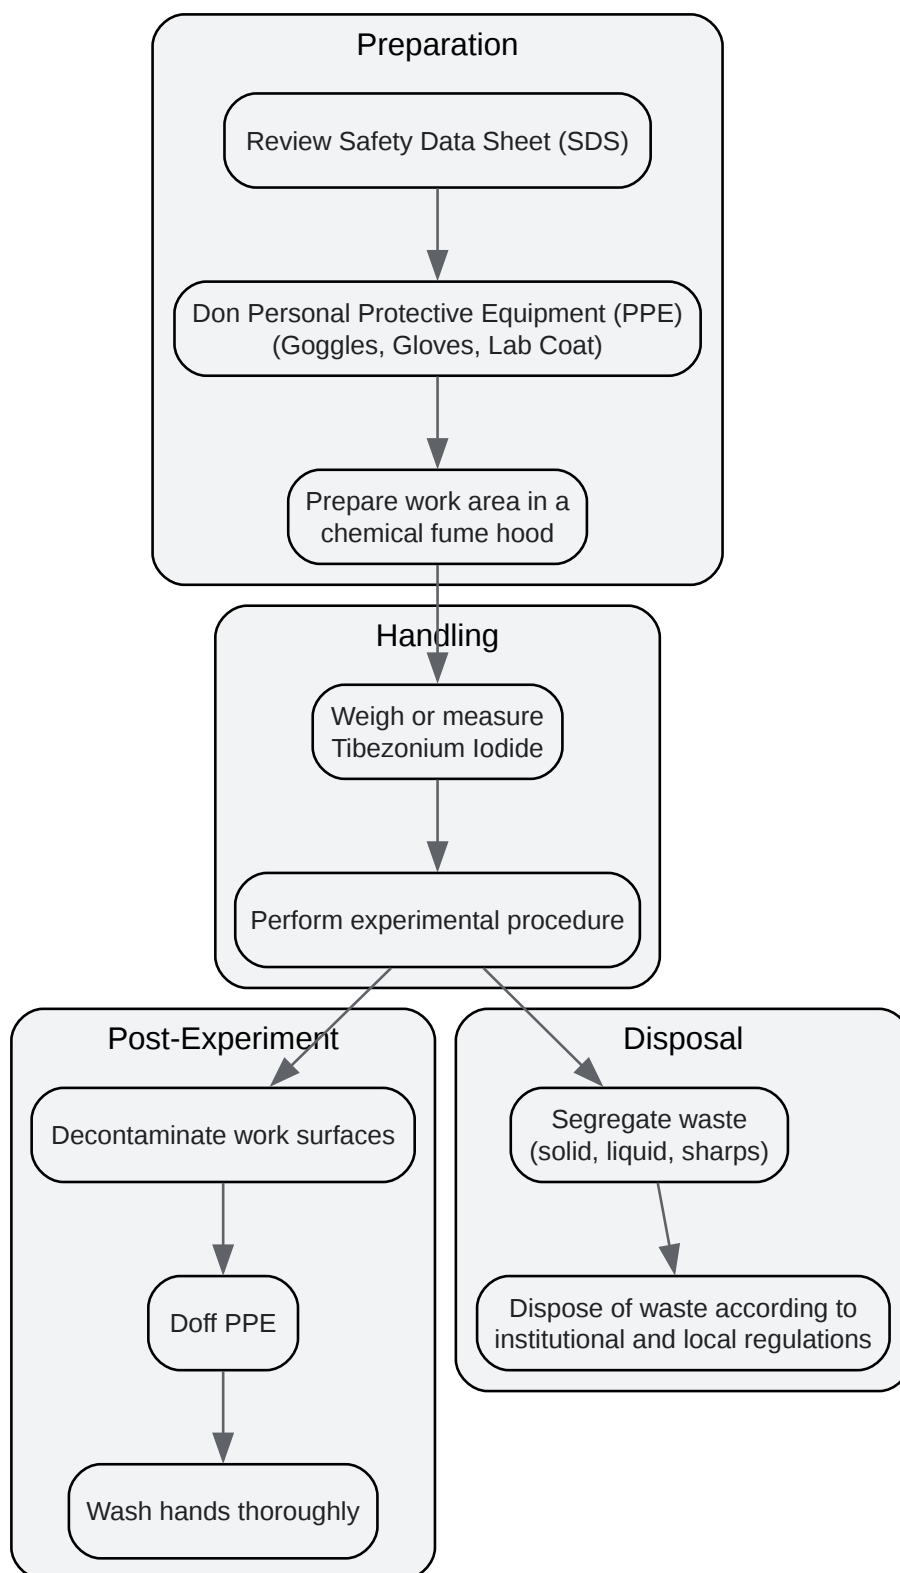 Preparation
Review Safety Data Sheet (SDS)
Don Personal Protective Equipment (PPE)
(Goggles, Gloves, Lab Coat)
Prepare work area in a
chemical fume hood
Handling
Weigh or measure
Tibezonium Iodide
Perform experimental procedure
Post-Experiment
Decontaminate work surfaces
Doff PPE
Wash hands thoroughly
Disposal
Segregate waste
(solid, liquid, sharps)
Dispose of waste according to
institutional and local regulations